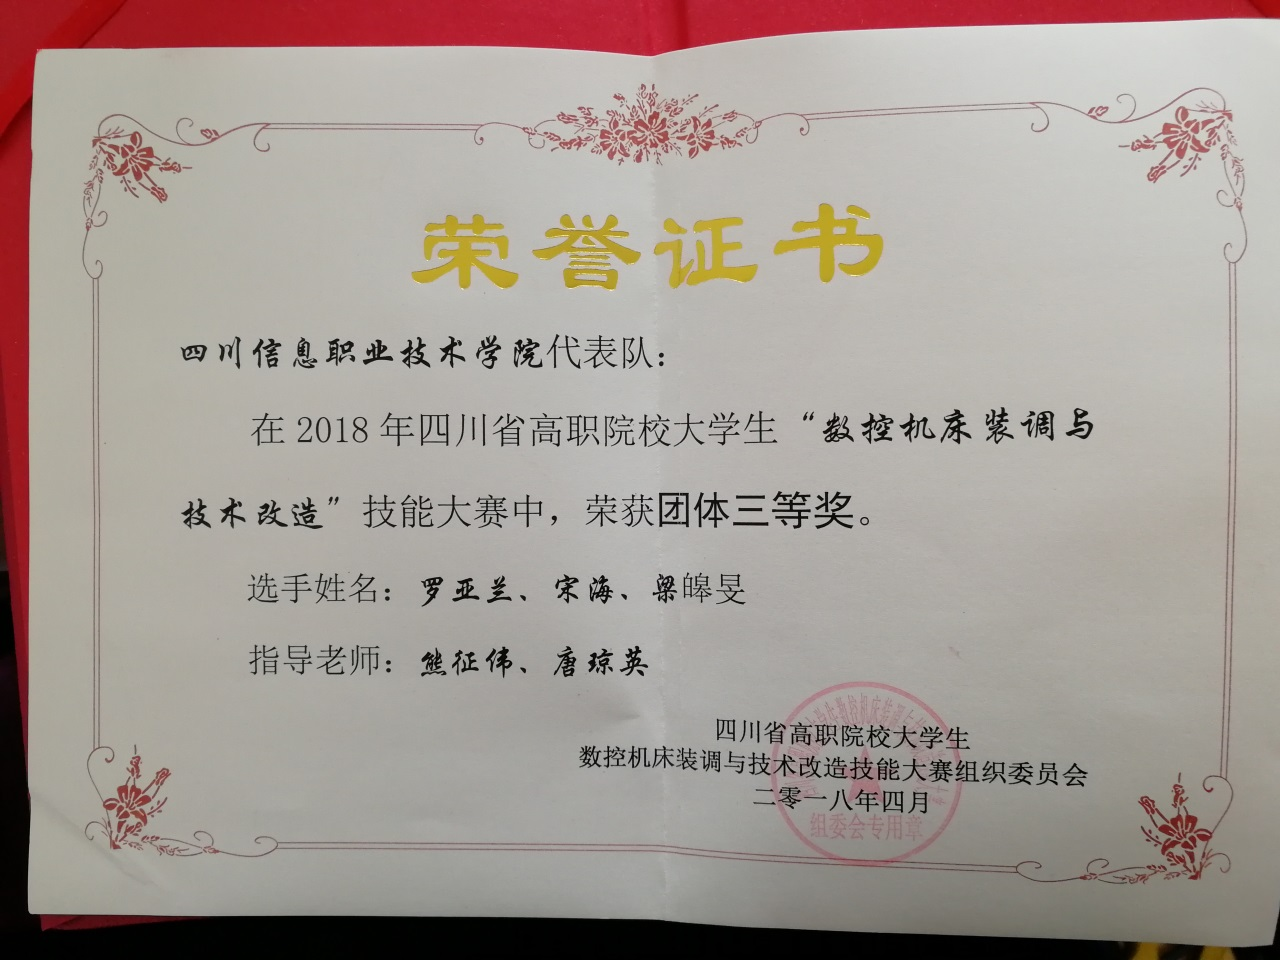 荣誉证书
四川信息职业技术学院代表队：
在 2018 年四川省高职院校大学生“数控机床装调与
技术改造”技能大赛中，荣获团体三等奖。
选手姓名：罗亚兰、宋海、梁皞旻
指导老师：熊征伟、唐琼英
四川省高职院校大学生
数控机床装调与技术改造技能大赛组织委员会
二零一八年四月
组委会专用章